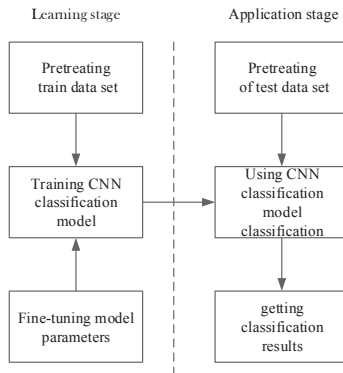 Learning stage
Application stage
Pretreating
train data set
Pretreating
of test data set
Training CNN
classification
model
Using CNN
classification
model
classification
Fine-tuning model
parameters
getting
classification
results